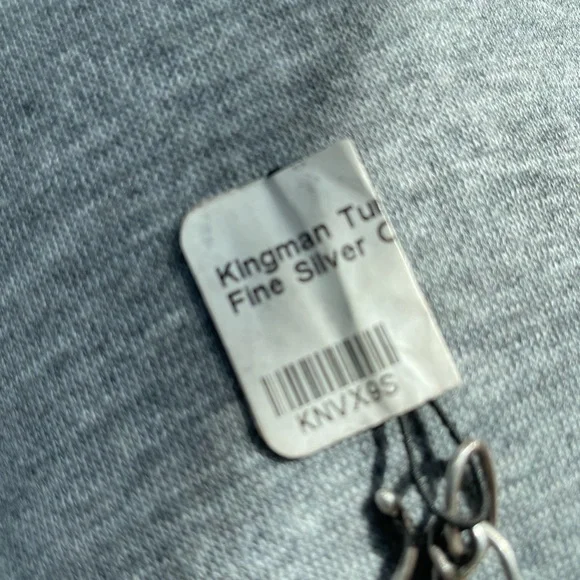 Kingman Tu
Fine Silver C
KNVX9S